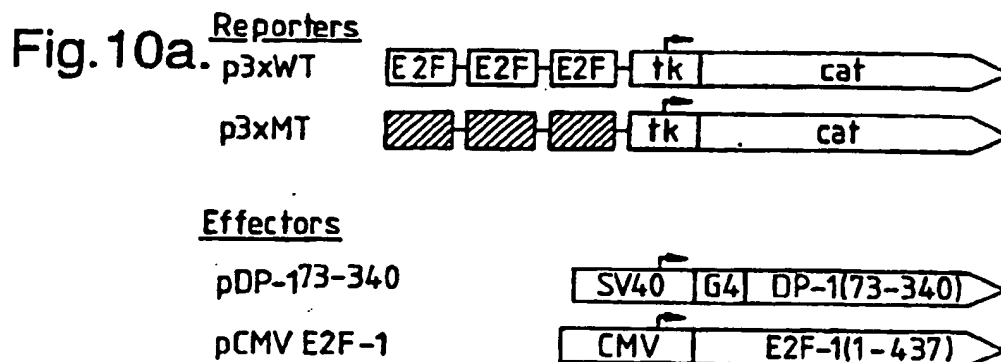 Fig.10a.
Reporters
p3xWT E2F E2F E2F tk cat
p3xMT tk cat
Effectors
pDP-1⁷³⁻³⁴⁰ SV40 G4 DP-1(73-340)
pCMV E2F-1 CMV E2F-1(1-437)